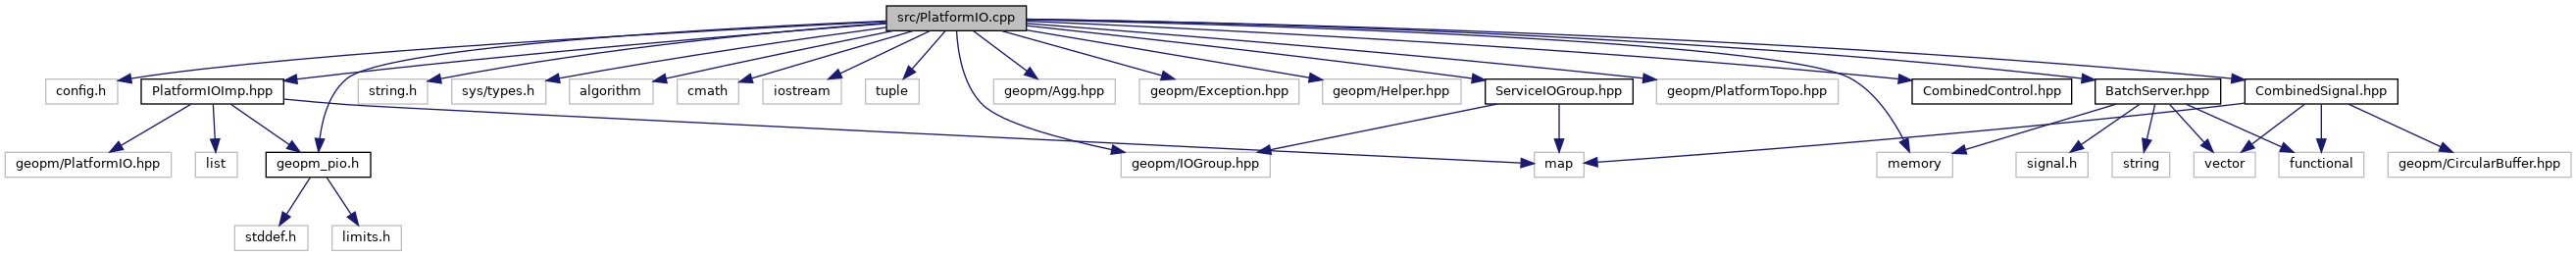 src/PlatformIO.cpp
config.h
PlatformIOImp.hpp
string.h
sys/types.h
algorithm
cmath
iostream
tuple
geopm/Agg.hpp
geopm/Exception.hpp
geopm/Helper.hpp
ServiceIOGroup.hpp
geopm/PlatformTopo.hpp
CombinedControl.hpp
BatchServer.hpp
CombinedSignal.hpp
geopm/PlatformIO.hpp
list
geopm_pio.h
geopm/IOGroup.hpp
map
memory
signal.h
string
vector
functional
geopm/CircularBuffer.hpp
stddef.h
limits.h